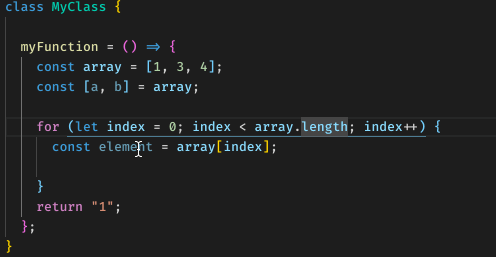 class MyClass {
myFunction = () => {
const array = [1, 3, 4];
const [a, b] = array;
for (let index = 0; index < array.length; index++) {
const element = array[index];
}
return "1";
};
}